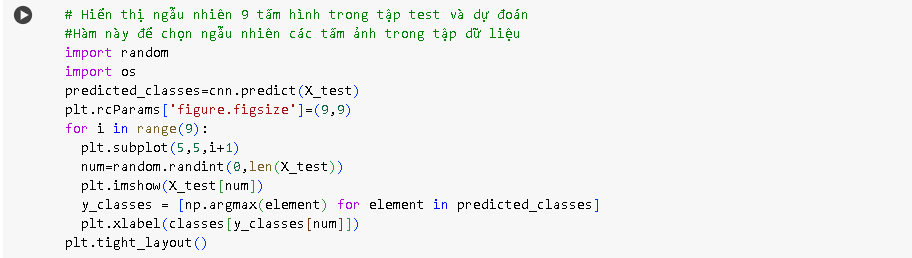 # Hiển thị ngẫu nhiên 9 tấm hình trong tập test và dự đoán
#Hàm này để chọn ngẫu nhiên các tấm ảnh trong tập dữ liệu
import random
import os
predicted_classes=cnn.predict(X_test)
plt.rcParams['figure.figsize']=(9,9)
for i in range(9):
  plt.subplot(5,5,i+1)
  num=random.randint(0,len(X_test))
  plt.imshow(X_test[num])
  y_classes = [np.argmax(element) for element in predicted_classes]
  plt.xlabel(classes[y_classes[num]])
plt.tight_layout()